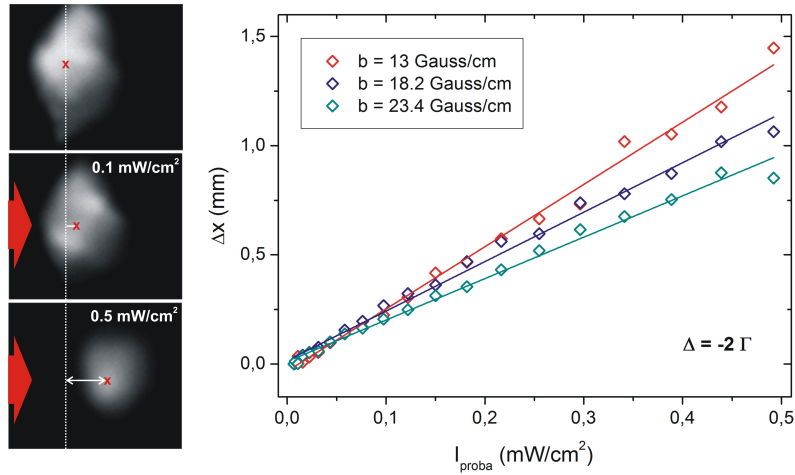 x
0.1 mW/cm²
x
0.5 mW/cm²
x
1,5
1,0
0,5
0,0
Δx (mm)
b = 13 Gauss/cm
b = 18.2 Gauss/cm
b = 23.4 Gauss/cm
Δ = -2 Γ
0,0 0,1 0,2 0,3 0,4 0,5
I_proba (mW/cm²)